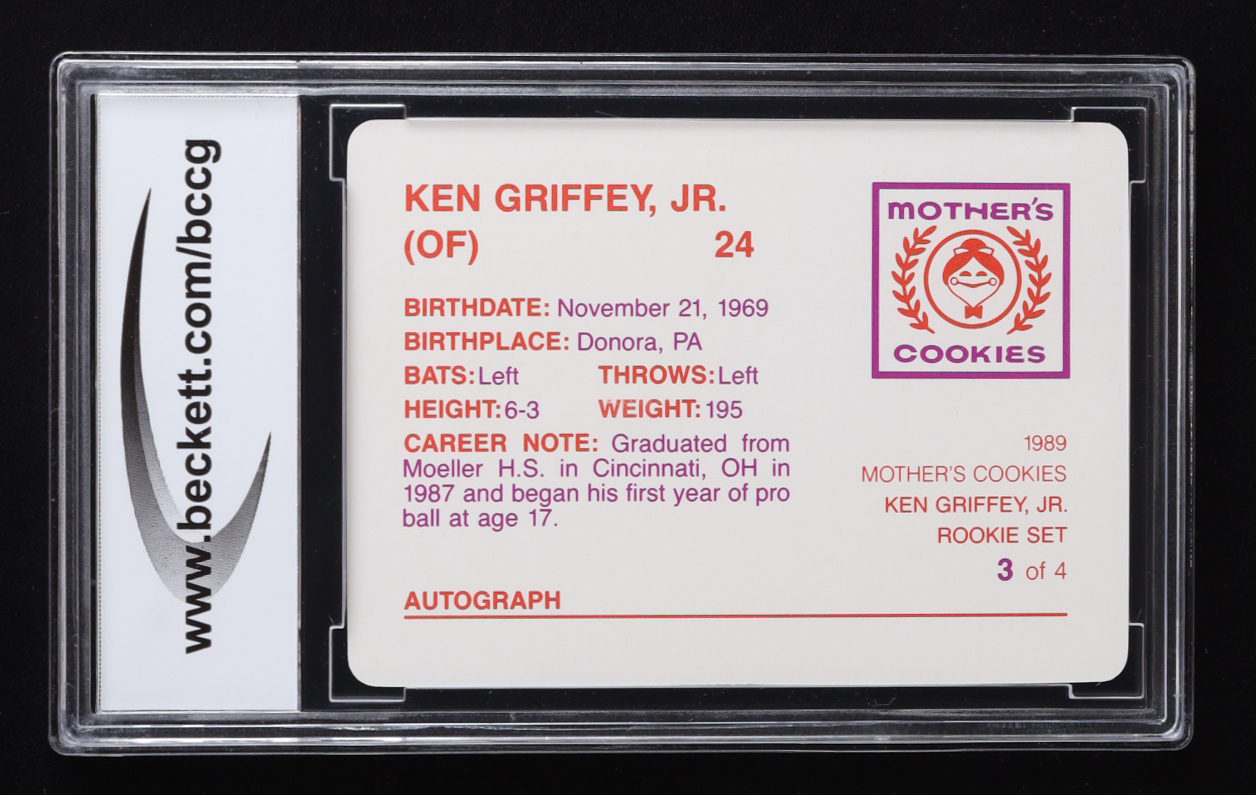 www.beckett.com/bccg
KEN GRIFFEY, JR.
(OF) 24
BIRTHDATE: November 21, 1969
BIRTHPLACE: Donora, PA
BATS: Left THROWS: Left
HEIGHT: 6-3 WEIGHT: 195
CAREER NOTE: Graduated from
Moeller H.S. in Cincinnati, OH in
1987 and began his first year of pro
ball at age 17.
AUTOGRAPH
MOTHER'S
COOKIES
1989
MOTHER'S COOKIES
KEN GRIFFEY, JR.
ROOKIE SET
3 of 4